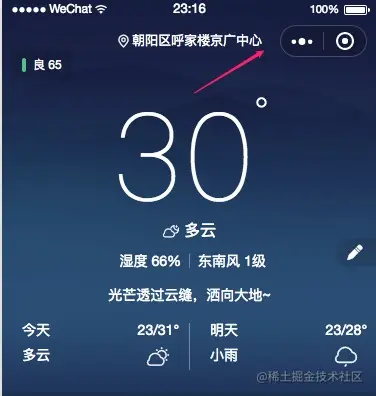 WeChat 23:16 100%
朝阳区呼家楼京广中心
良 65
30°
多云
湿度 66% 东南风 1级
光芒透过云缝，洒向大地~
今天 23/31° 明天 23/28°
多云 小雨
@稀土掘金技术社区